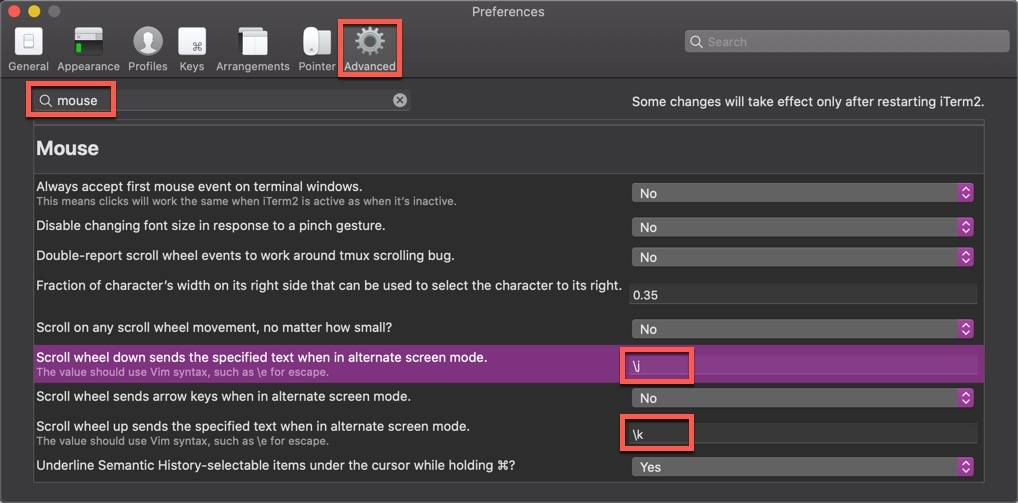 Preferences
General Appearance Profiles Keys Arrangements Pointer Advanced
Search
mouse
Some changes will take effect only after restarting iTerm2.
Mouse
Always accept first mouse event on terminal windows.
This means clicks will work the same when iTerm2 is active as when it's inactive.
No
Disable changing font size in response to a pinch gesture.
No
Double-report scroll wheel events to work around tmux scrolling bug.
No
Fraction of character's width on its right side that can be used to select the character to its right.
0.35
Scroll on any scroll wheel movement, no matter how small?
No
Scroll wheel down sends the specified text when in alternate screen mode.
The value should use Vim syntax, such as \e for escape.
\j
Scroll wheel sends arrow keys when in alternate screen mode.
No
Scroll wheel up sends the specified text when in alternate screen mode.
The value should use Vim syntax, such as \e for escape.
\k
Underline Semantic History-selectable items under the cursor while holding ⌘?
Yes